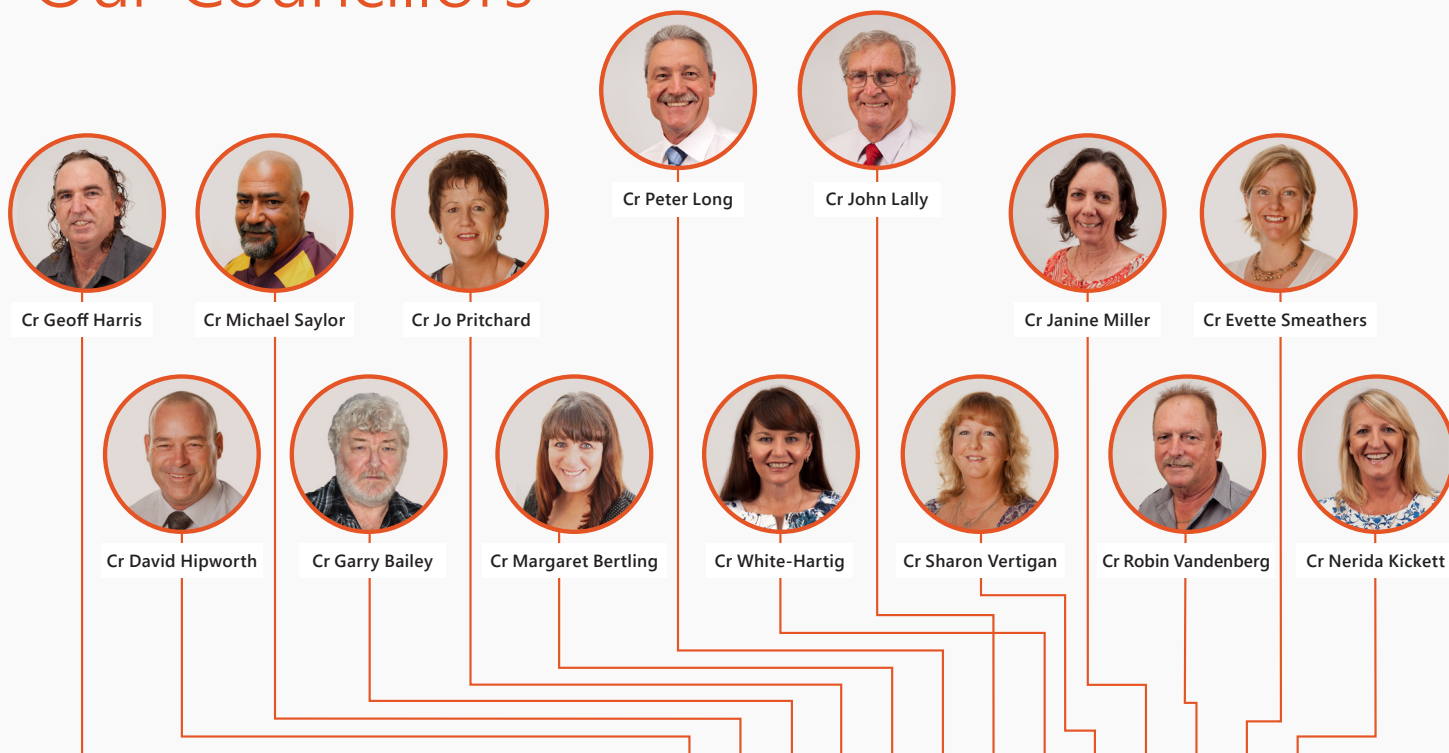 Our Councillors
Cr Peter Long
Cr John Lally
Cr Geoff Harris
Cr Michael Saylor
Cr Jo Pritchard
Cr Janine Miller
Cr Evette Smeathers
Cr David Hipworth
Cr Garry Bailey
Cr Margaret Bertling
Cr White-Hartig
Cr Sharon Vertigan
Cr Robin Vandenberg
Cr Nerida Kickett